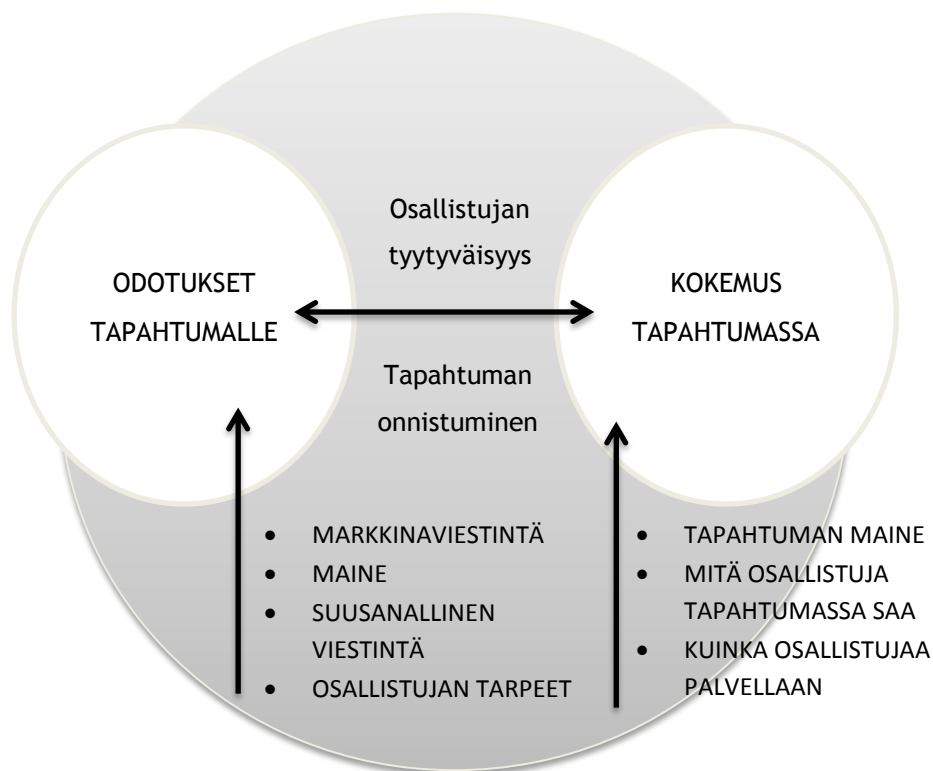 Osallistujan
tyytyväisyys
ODOTUKSET
TAPAHTUMALLE
KOKEMUS
TAPAHTUMASSA
Tapahtuman
onnistuminen
• MARKKINAVIESTINTÄ
• MAINE
• SUUSANALLINEN
VIESTINTÄ
• OSALLISTUJAN TARPEET
• TAPAHTUMAN MAINE
• MITÄ OSALLISTUJA
TAPAHTUMASSA SAA
• KUINKA OSALLISTUJAA
PALVELLAAN